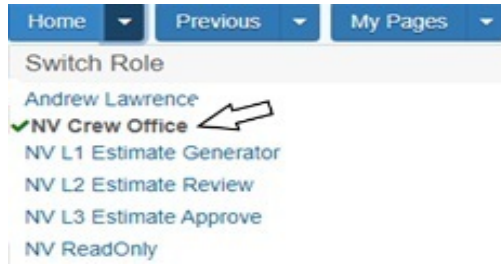 Home Previous My Pages
Switch Role
Andrew Lawrence
NV Crew Office
NV L1 Estimate Generator
NV L2 Estimate Review
NV L3 Estimate Approve
NV ReadOnly